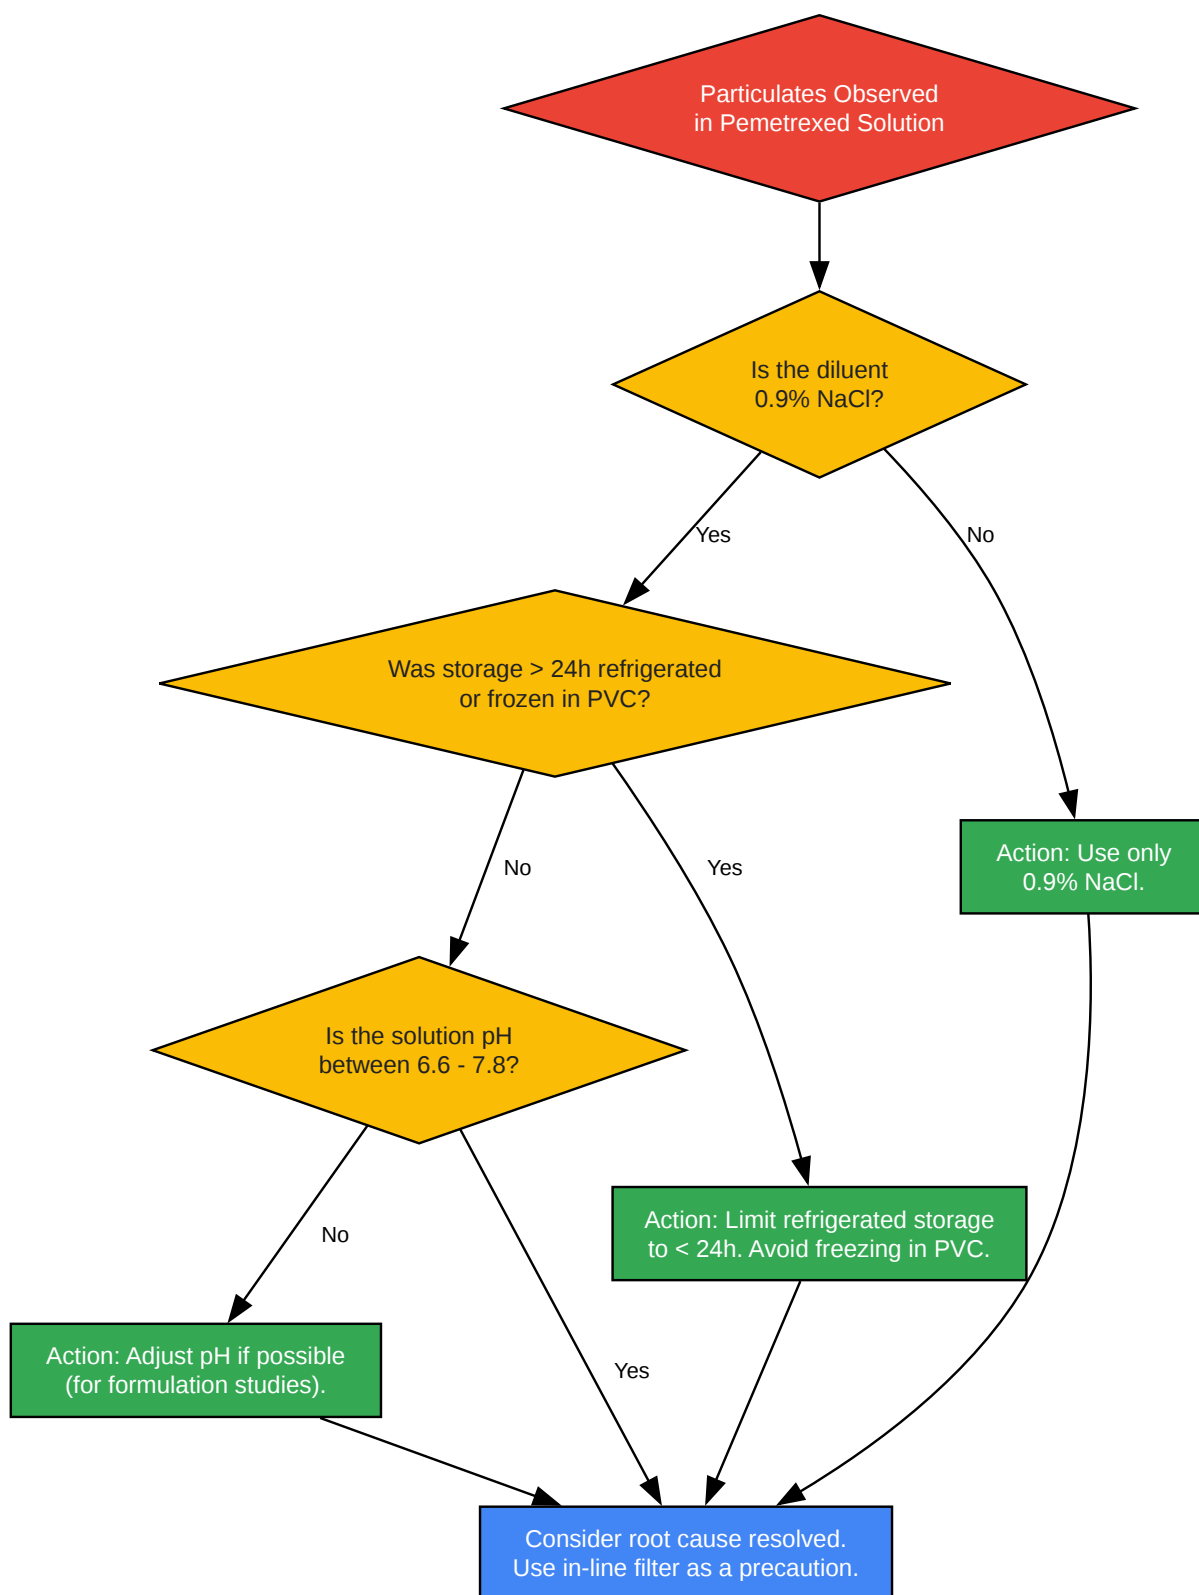 Particulates Observed
in Pemetrexed Solution
Is the diluent
0.9% NaCl?
Yes
No
Was storage > 24h refrigerated
or frozen in PVC?
No
Yes
Action: Use only
0.9% NaCl.
Is the solution pH
between 6.6 - 7.8?
No
Yes
Action: Limit refrigerated storage
to < 24h. Avoid freezing in PVC.
Action: Adjust pH if possible
(for formulation studies).
Consider root cause resolved.
Use in-line filter as a precaution.